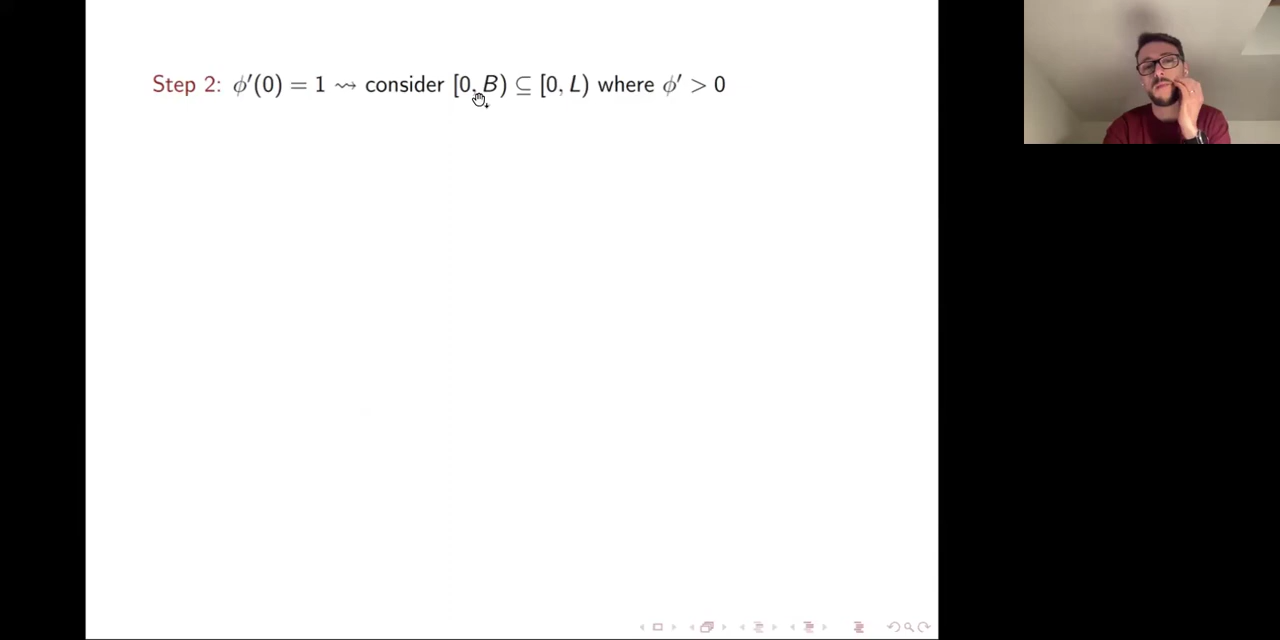 Step 2: ϕ′(0) = 1 ⇝ consider [0, B) ⊆ [0, L) where ϕ′ > 0